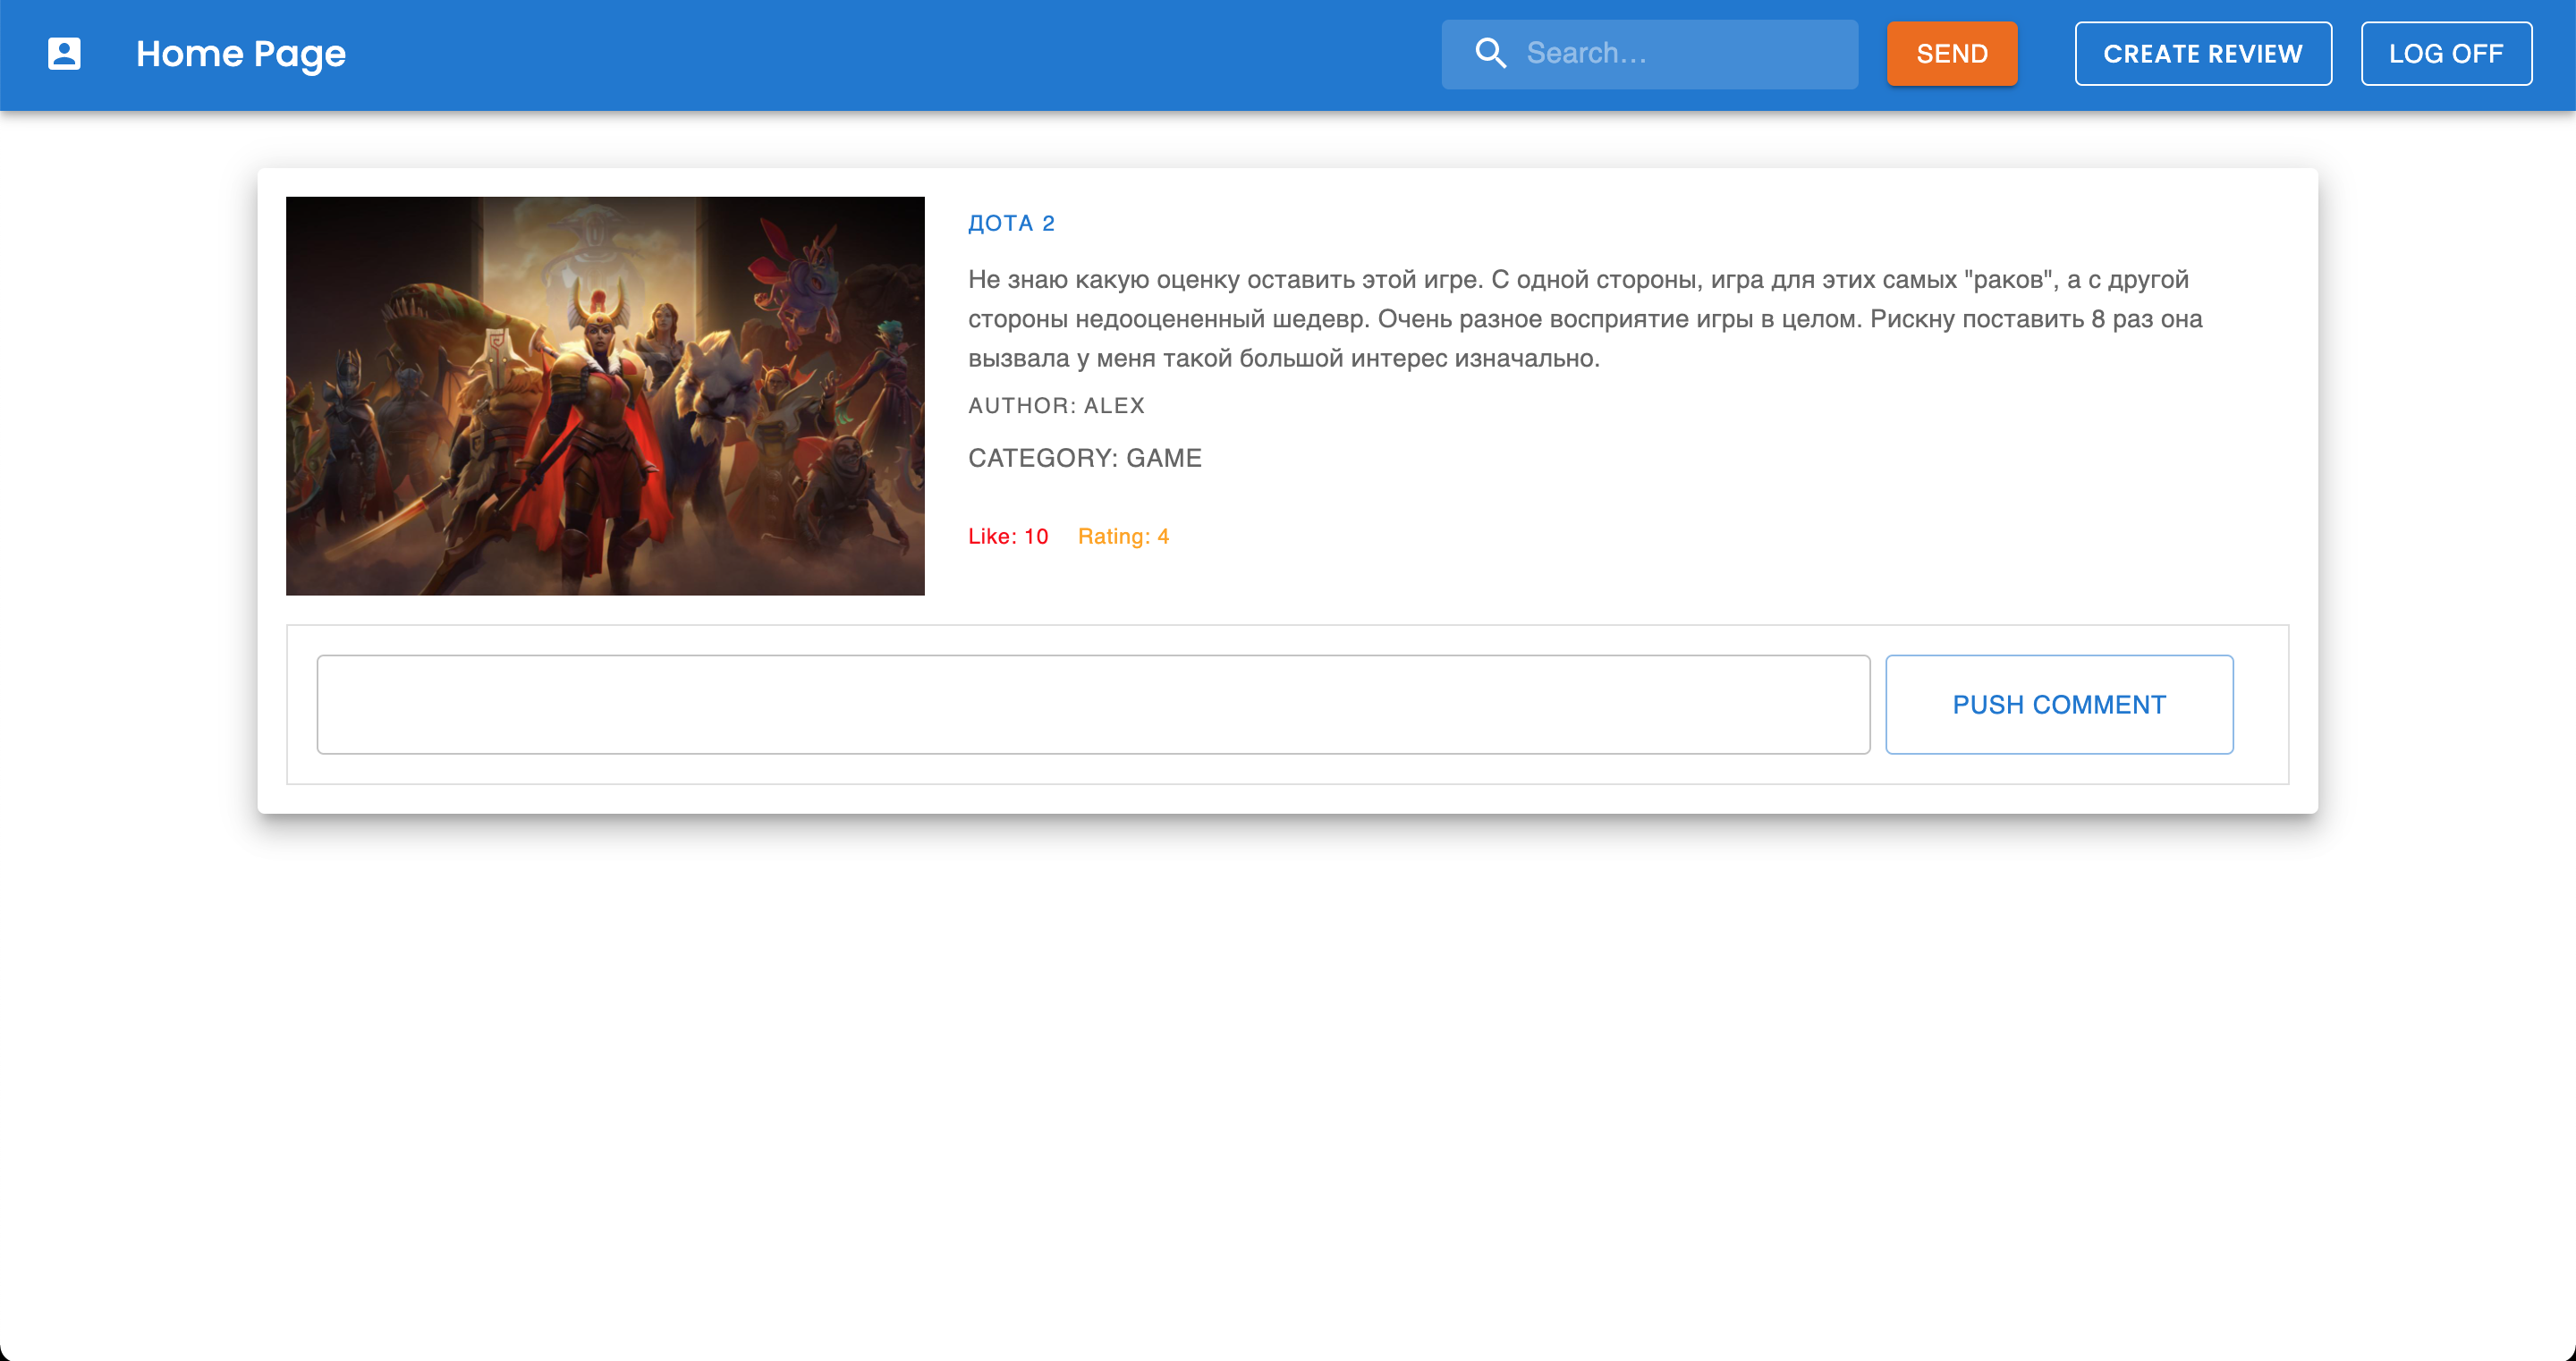 Home Page
Search...
SEND
CREATE REVIEW
LOG OFF
ДОТА 2
Не знаю какую оценку оставить этой игре. С одной стороны, игра для этих самых "раков", а с другой
стороны недооцененный шедевр. Очень разное восприятие игры в целом. Рискну поставить 8 раз она
вызвала у меня такой большой интерес изначально.
AUTHOR: ALEX
CATEGORY: GAME
Like: 10 Rating: 4
PUSH COMMENT